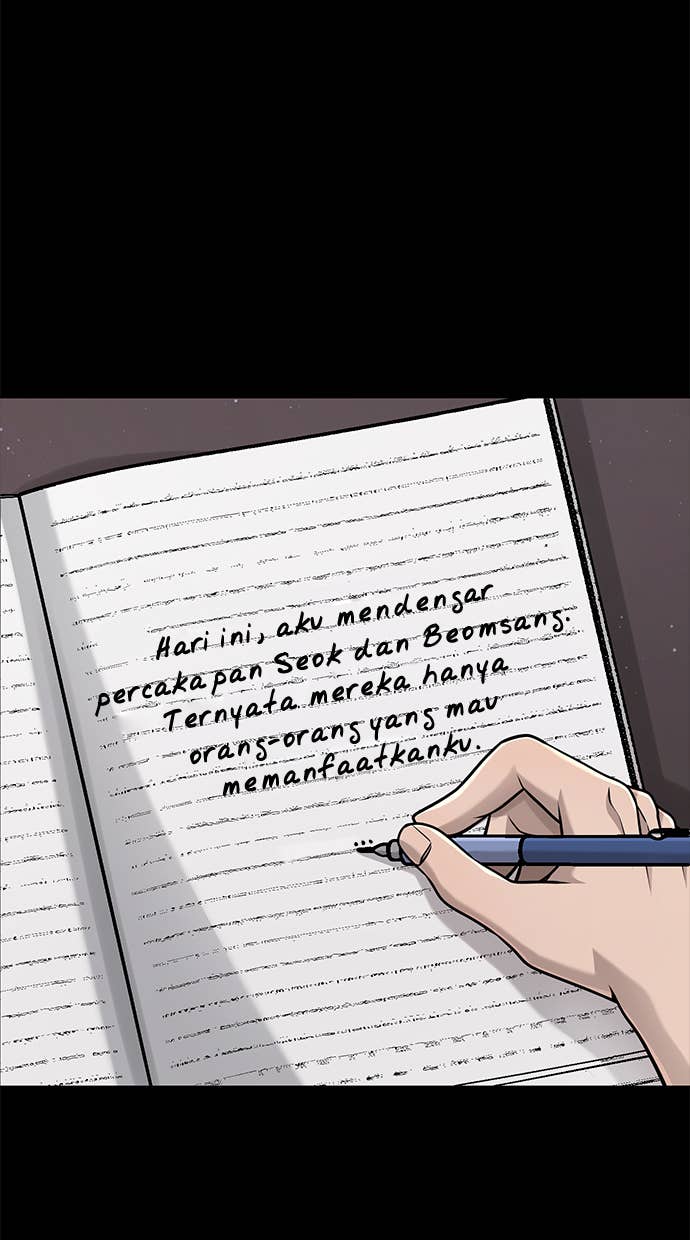 Hari ini, aku mendengar
percakapan Seok dan Beomsang.
Ternyata mereka hanya
orang-orang yang mau
memanfaatkanku.
...